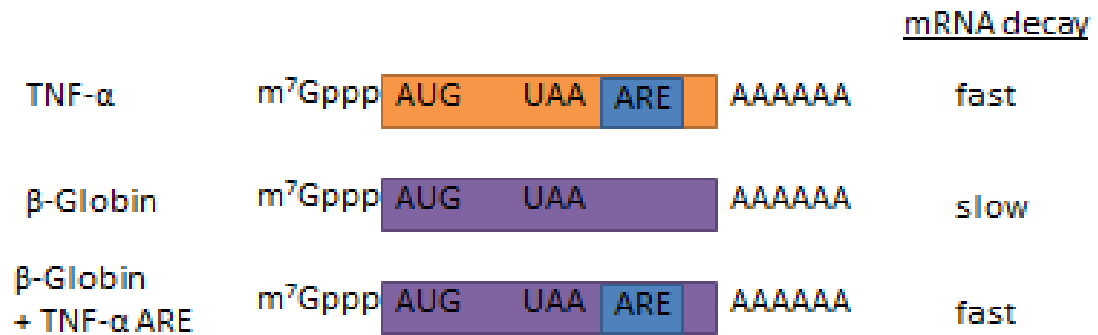 mRNA decay
TNF-α m⁷Gppp AUG UAA ARE AAAAAA fast
β-Globin m⁷Gppp AUG UAA AAAAAA slow
β-Globin
+ TNF-α ARE m⁷Gppp AUG UAA ARE AAAAAA fast